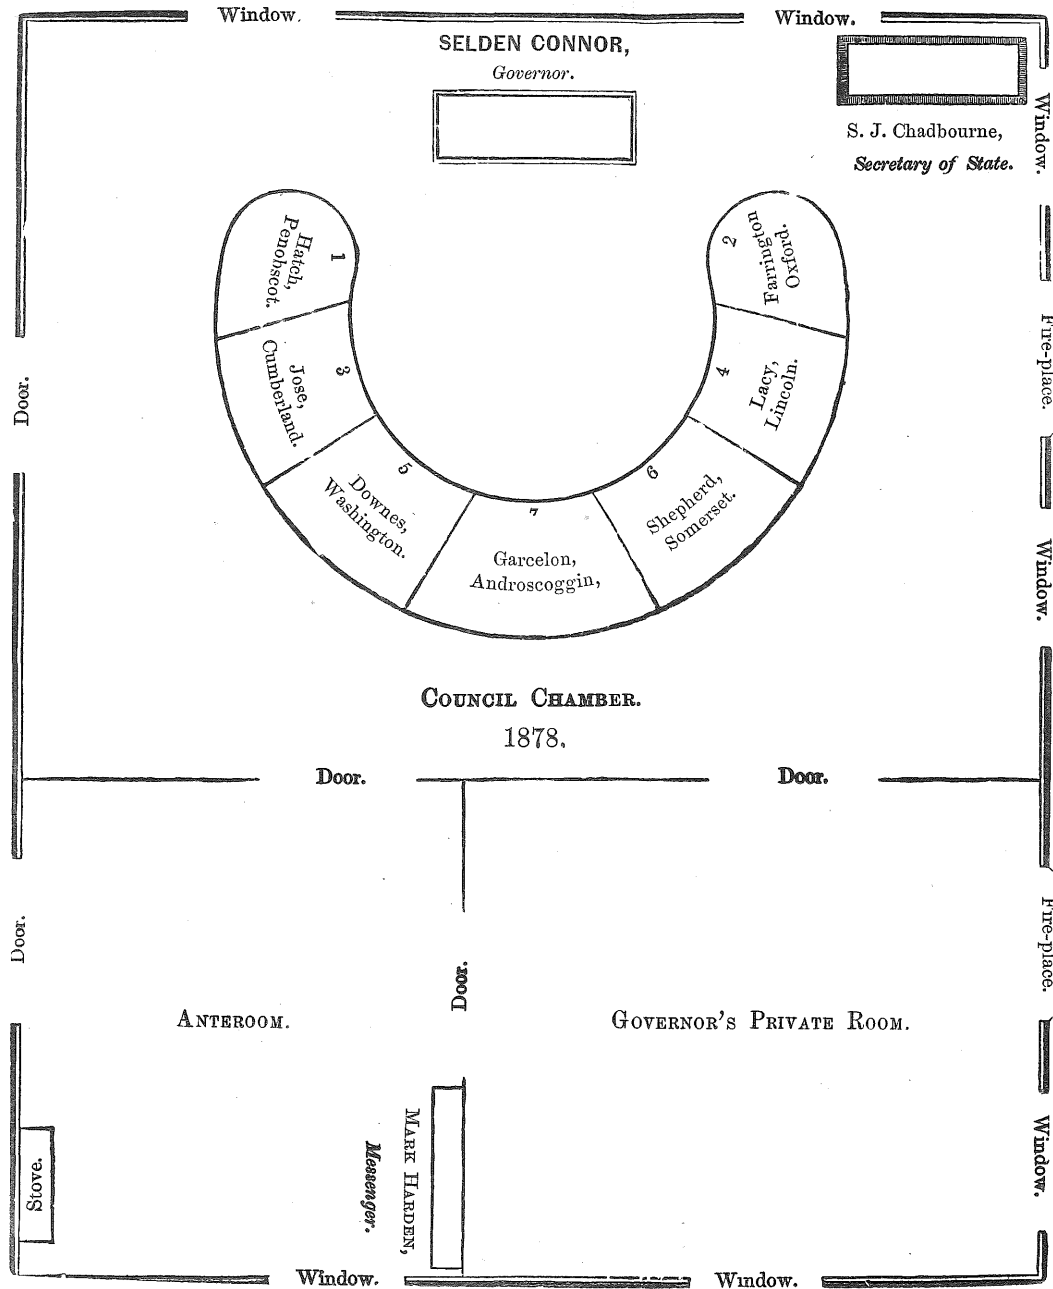 Window.
Window.
SELDEN CONNOR,
Governor.
S. J. Chadbourne,
Secretary of State.
Window.
1
Hatch,
Penobscot.
2
Farrington
Oxford.
Fire-place.
Door.
3
Jose,
Cumberland.
4
Lacy,
Lincoln.
5
Downes,
Washington.
6
Shepherd,
Somerset.
7
Garcelon,
Androscoggin,
Window.
COUNCIL CHAMBER.
1878.
Door.
Door.
Door.
Door.
Fire-place.
ANTEROOM.
GOVERNOR'S PRIVATE ROOM.
Stove.
MARK HARDEN,
Messenger.
Window.
Window.
Window.